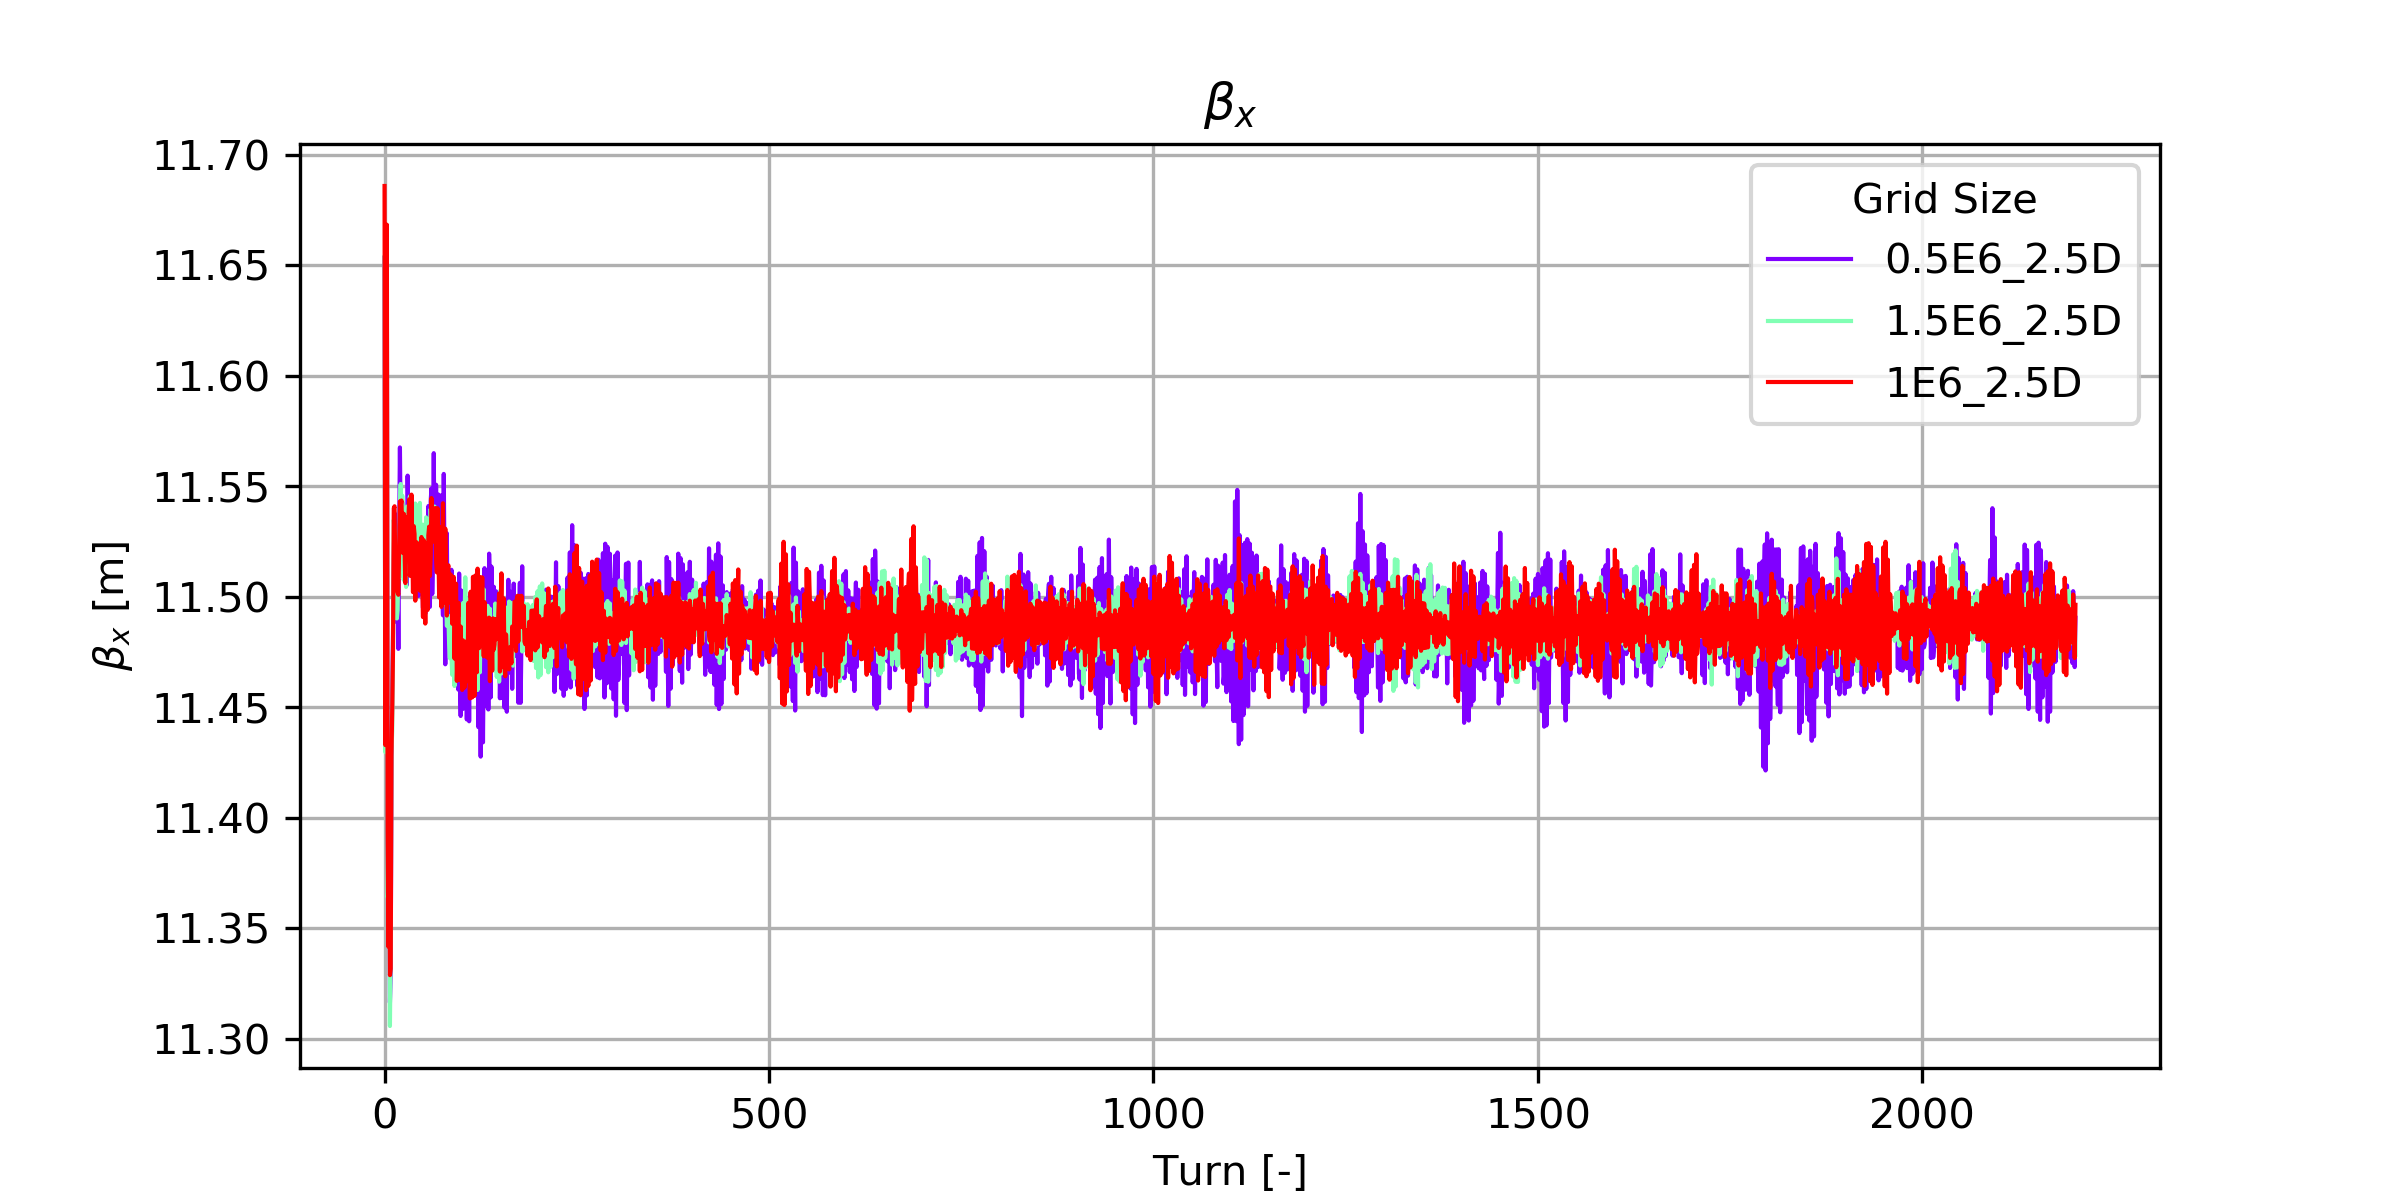 βx
11.70
11.65
11.60
11.55
11.50
11.45
11.40
11.35
11.30
βx [m]
0 500 1000 1500 2000
Turn [-]
Grid Size
0.5E6_2.5D
1.5E6_2.5D
1E6_2.5D